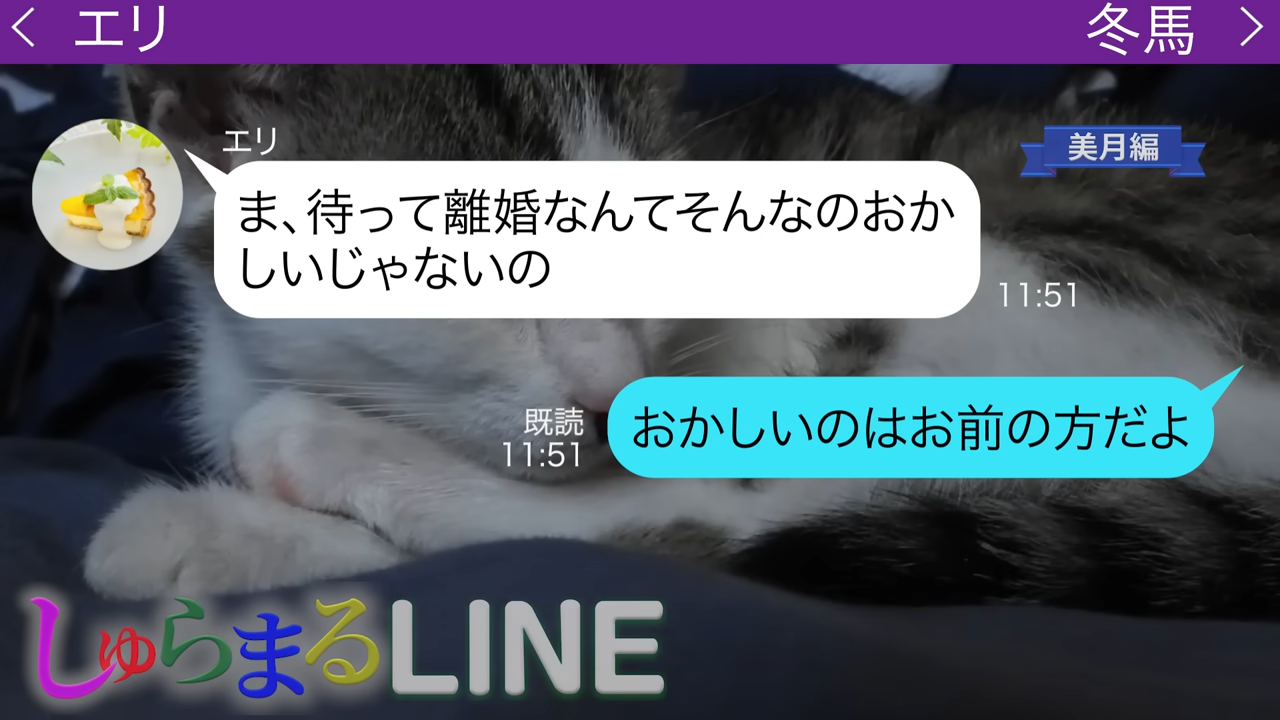 エリ
冬馬
エリ
美月編
ま、待って離婚なんてそんなのおか
しいいじゃないの
11:51
既読
11:51
おかしいのはお前の方だよ
しゅらまるLINE